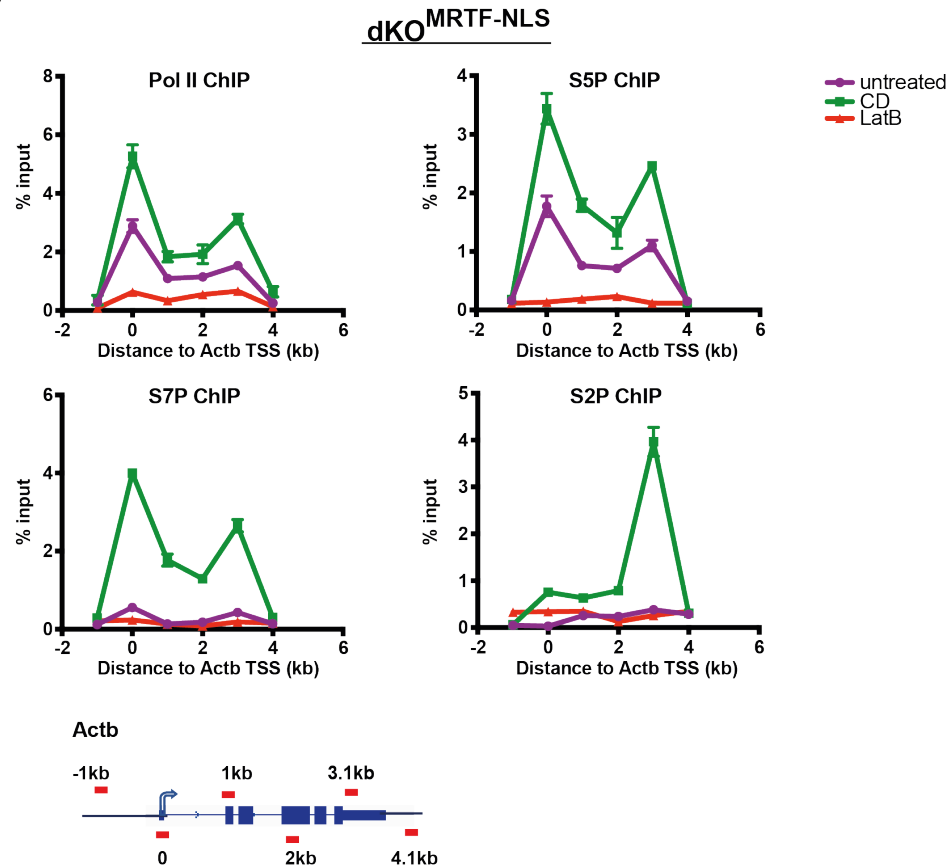 dKO^MRTF-NLS
Pol II ChIP
8
6
4
2
0
% input
-2 0 2 4 6
Distance to Actb TSS (kb)
S5P ChIP
4
3
2
1
0
% input
-2 0 2 4 6
Distance to Actb TSS (kb)
untreated
CD
LatB
S7P ChIP
6
4
2
0
% input
-2 0 2 4 6
Distance to Actb TSS (kb)
S2P ChIP
5
4
3
2
1
0
% input
-2 0 2 4 6
Distance to Actb TSS (kb)
Actb
-1kb 1kb 3.1kb
0 2kb 4.1kb